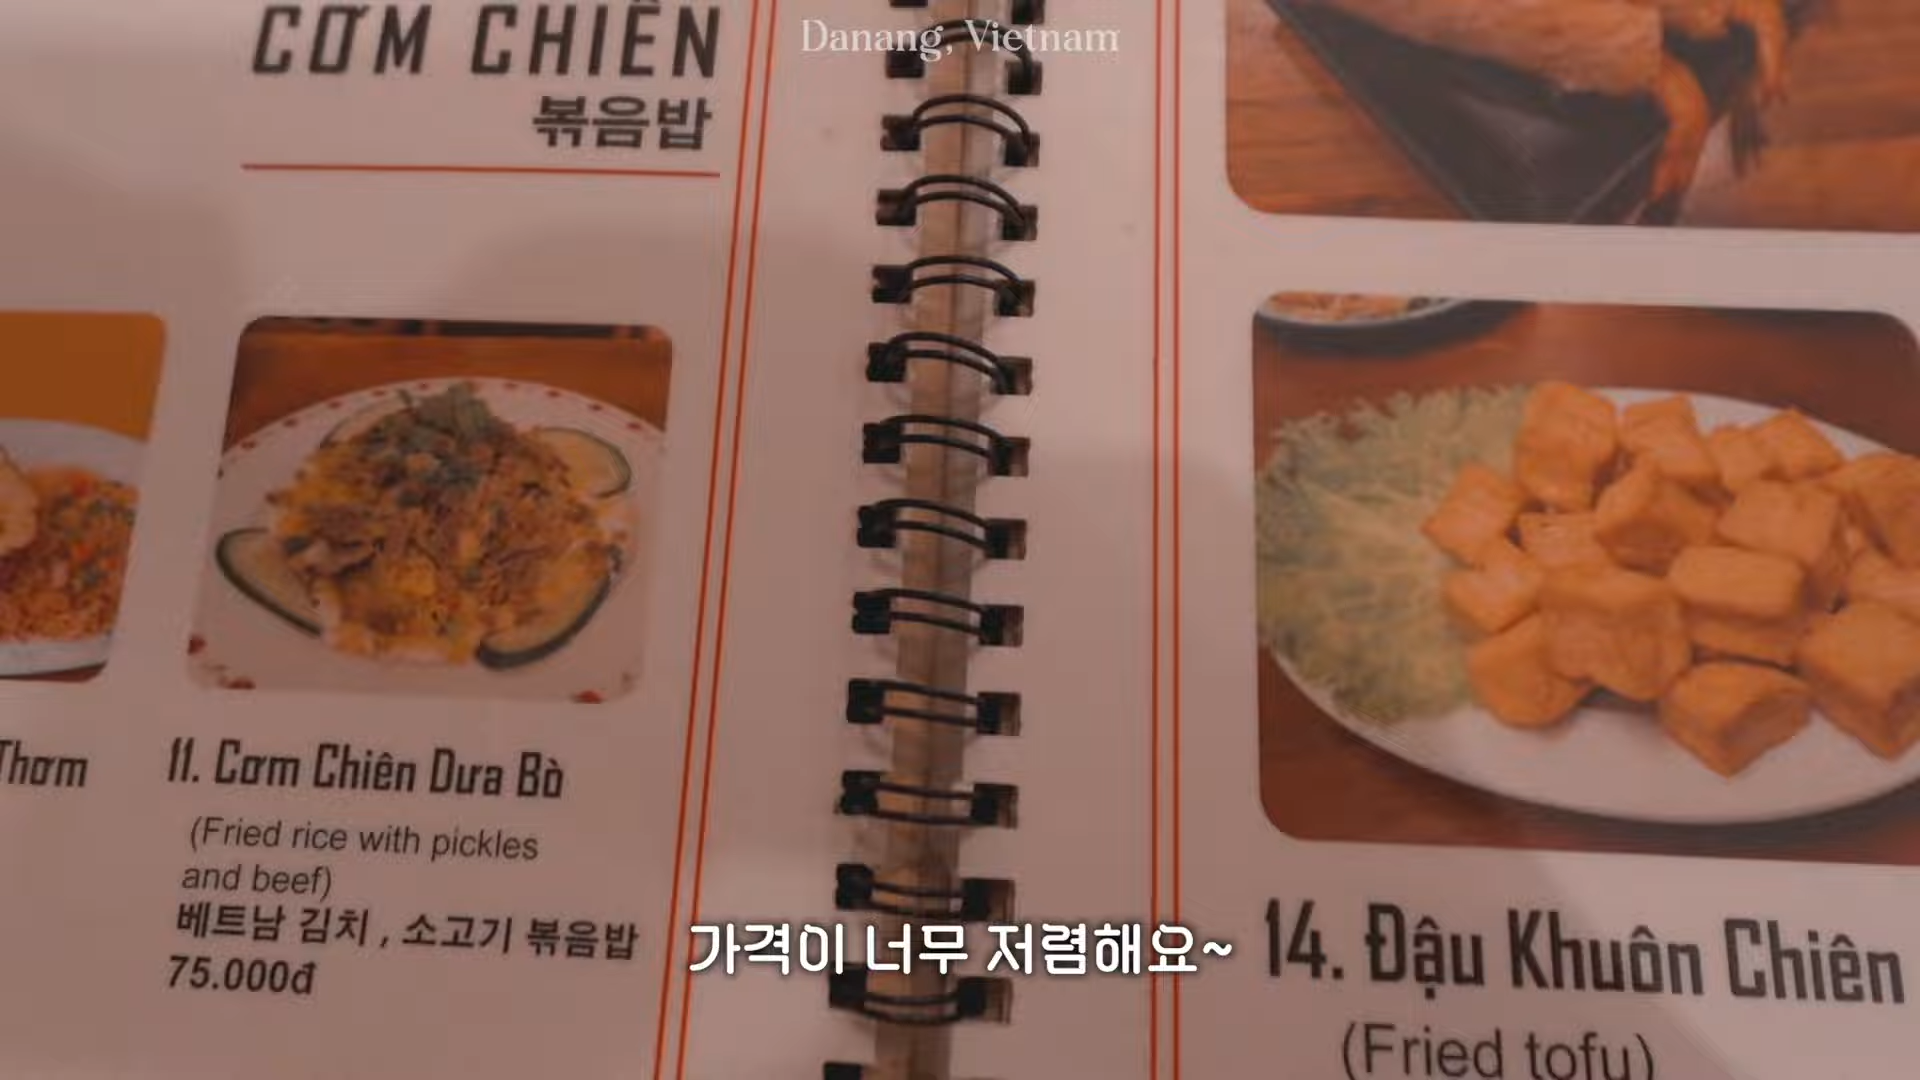 Danang, Vietnam
CƠM CHIÊN
볶음밥
Thơm
11. Cơm Chiên Dưa Bò
(Fried rice with pickles
and beef)
베트남 김치 , 소고기 볶음밥
75.000đ
14. Đậu Khuôn Chiên
(Fried tofu)
가격이 너무 저렴해요~